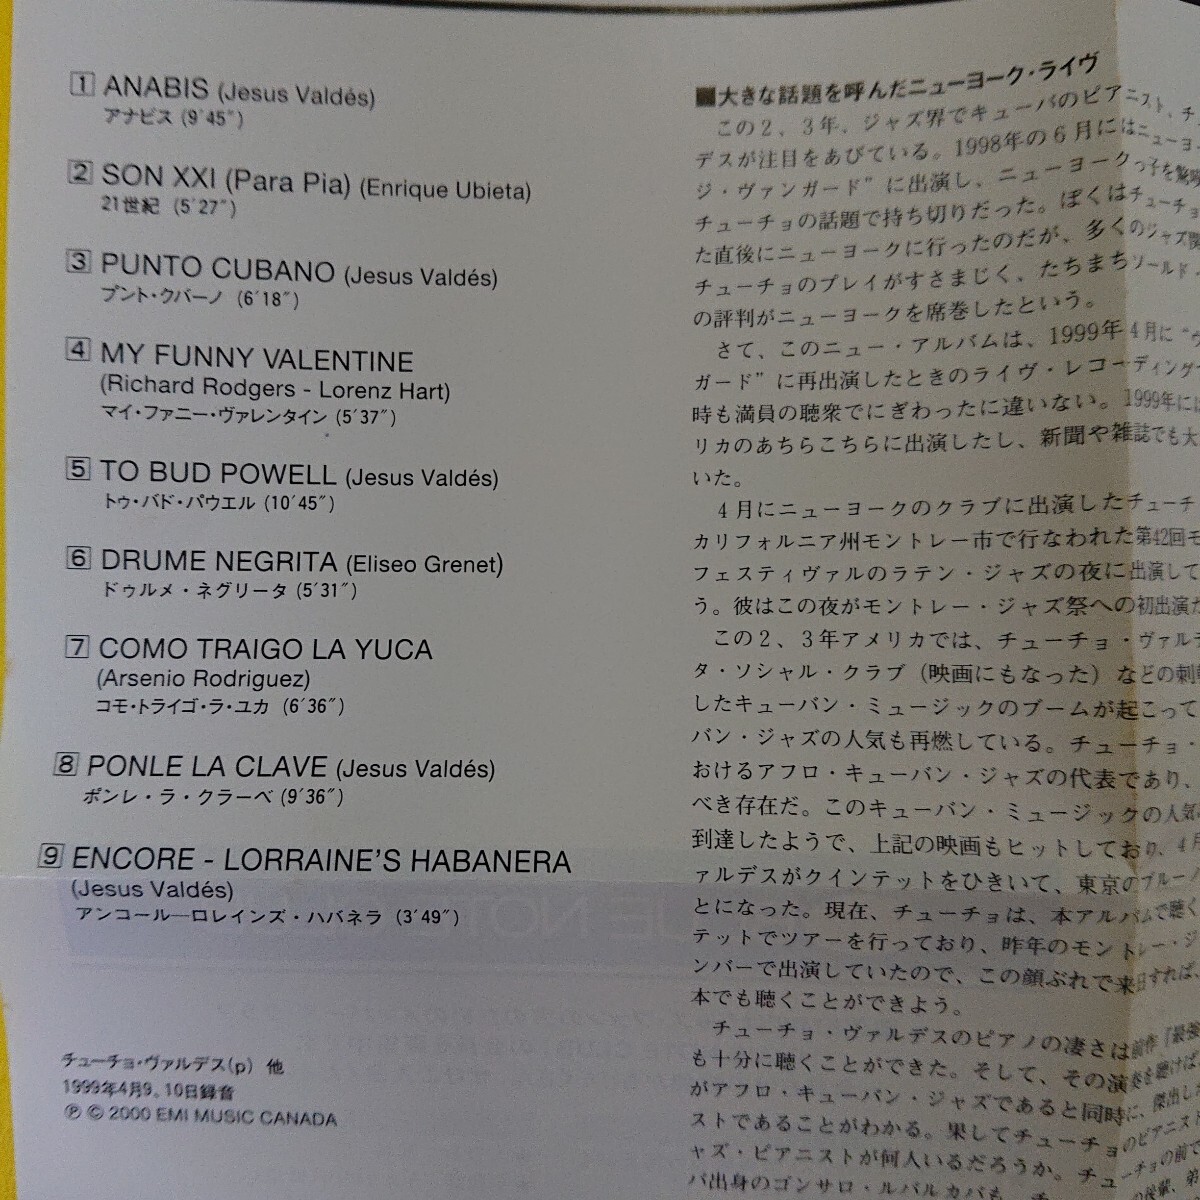 1 ANABIS (Jesus Valdés)
アナビス (9′45″)
2 SON XXI (Para Pia) (Enrique Ubieta)
21世紀 (5′27″)
3 PUNTO CUBANO (Jesus Valdés)
プント・クバーノ (6′18″)
4 MY FUNNY VALENTINE
(Richard Rodgers - Lorenz Hart)
マイ・ファニー・ヴァレンタイン (5′37″)
5 TO BUD POWELL (Jesus Valdés)
トゥ・バド・パウエル (10′45″)
6 DRUME NEGRITA (Eliseo Grenet)
ドゥルメ・ネグリータ (5′31″)
7 COMO TRAIGO LA YUCA
(Arsenio Rodriguez)
コモ・トライゴ・ラ・ユカ (6′36″)
8 PONLE LA CLAVE (Jesus Valdés)
ポンレ・ラ・クラーベ (9′36″)
9 ENCORE - LORRAINE'S HABANERA
(Jesus Valdés)
アンコール―ロレインズ・ハバネラ (3′49″)
チューチョ・ヴァルデス(p) 他
1999年4月9、10日録音
Ⓟ © 2000 EMI MUSIC CANADA
■大きな話題を呼んだニューヨーク・ライヴ
この2、3年、ジャズ界でキューバのピアニスト、チ
デスが注目をあびている。1998年の6月にはニューヨー
ジ・ヴァンガード”に出演し、ニューヨークっ子を驚
チューチョの話題で持ち切りだった。ぼくはチューチョ
た直後にニューヨークに行ったのだが、多くのジャズ関
チューチョのプレイがすさまじく、たちまちソールド・
の評判がニューヨークを席巻したという。
さて、このニュー・アルバムは、1999年4月に“ヴ
ガード”に再出演したときのライヴ・レコーディング
時も満員の聴衆でにぎわったに違いない。1999年には
リカのあちらこちらに出演したし、新聞や雑誌でも大
いた。
4月にニューヨークのクラブに出演したチューチ
カリフォルニア州モントレー市で行なわれた第42回モ
フェスティヴァルのラテン・ジャズの夜に出演して
う。彼はこの夜がモントレー・ジャズ祭への初出演だ
この2、3年アメリカでは、チューチョ・ヴァルデ
タ・ソシャル・クラブ（映画にもなった）などの刺
したキューバン・ミュージックのブームが起こって
バン・ジャズの人気も再燃している。チューチョ・
おけるアフロ・キューバン・ジャズの代表であり、
べき存在だ。このキューバン・ミュージックの人気
到達したようで、上記の映画もヒットしており、4月
ァルデスがクインテットをひきいて、東京のブルーノ
とになった。現在、チューチョは、本アルバムで聴く
テットでツアーを行っており、昨年のモントレー・ジ
ンバーで出演していたので、この顔ぶれで来日すれば、
本でも聴くことができよう。
チューチョ・ヴァルデスのピアノの凄さは前作『最強
も十分に聴くことができた。そして、その演奏を聴けば、
がアフロ・キューバン・ジャズであると同時に、傑出し
ストであることがわかる。果してチューチョのピアニスト
ャズ・ピアニストが何人いるだろうか。チューチョの前で
バ出身のゴンサロ・ルバルカバも、